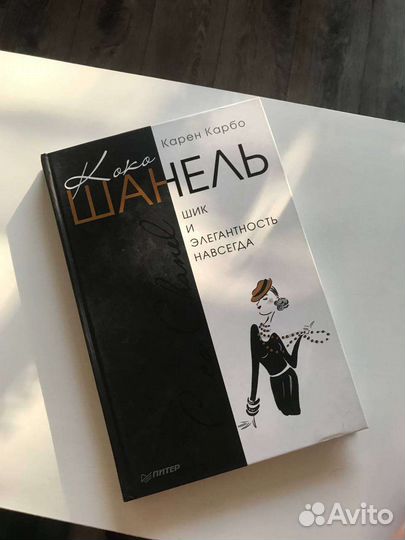 Карен Карбо
Коко
ШАНЕЛЬ
ШИК
И
ЭЛЕГАНТНОСТЬ
НАВСЕГДА
ПИТЕР
Avito